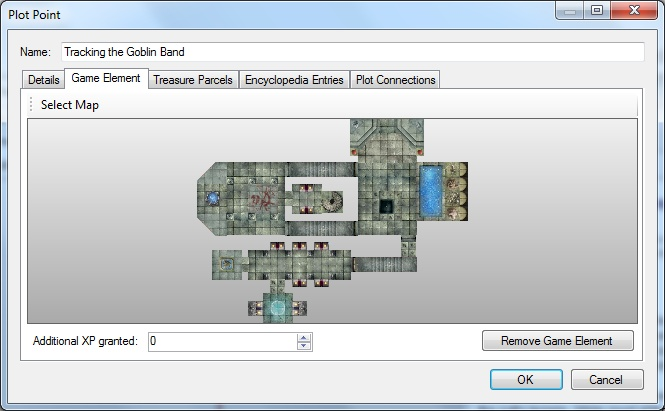 Plot Point
Name: Tracking the Goblin Band
Details Game Element Treasure Parcels Encyclopedia Entries Plot Connections
Select Map
Additional XP granted: 0 Remove Game Element
OK Cancel